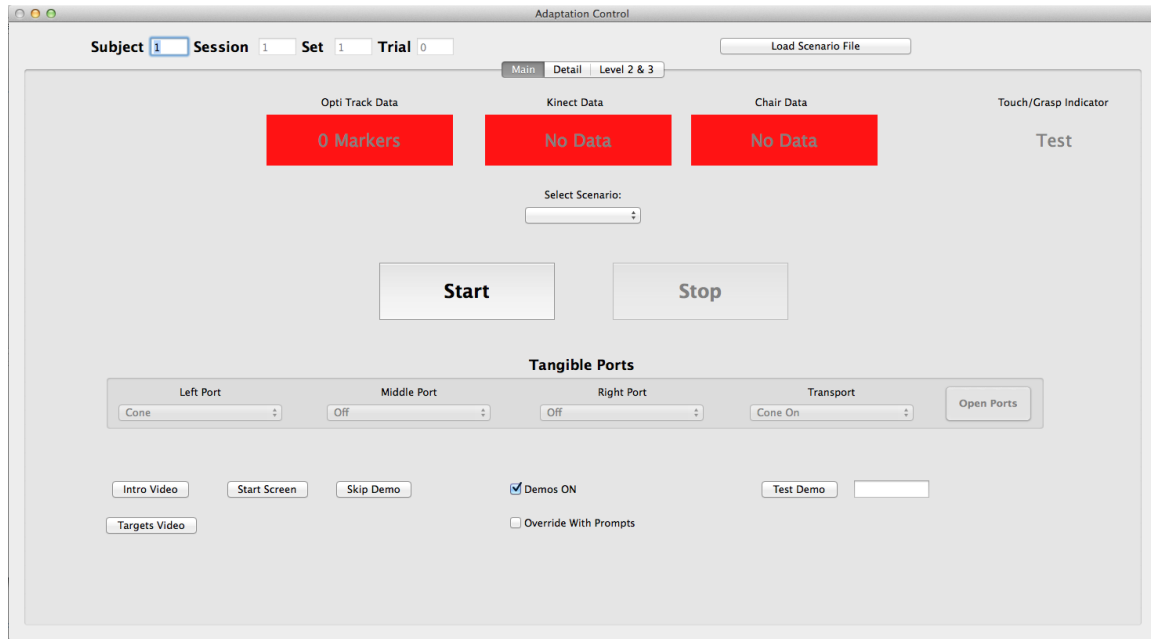 Adaptation Control
Subject 1 Session 1 Set 1 Trial 0 Load Scenario File
Main Detail Level 2 & 3
Opti Track Data Kinect Data Chair Data Touch/Grasp Indicator
0 Markers No Data No Data Test
Select Scenario:
Start Stop
Tangible Ports
Left Port Middle Port Right Port Transport
Cone Off Off Cone On Open Ports
Intro Video Start Screen Skip Demo Demos ON Test Demo
Targets Video Override With Prompts